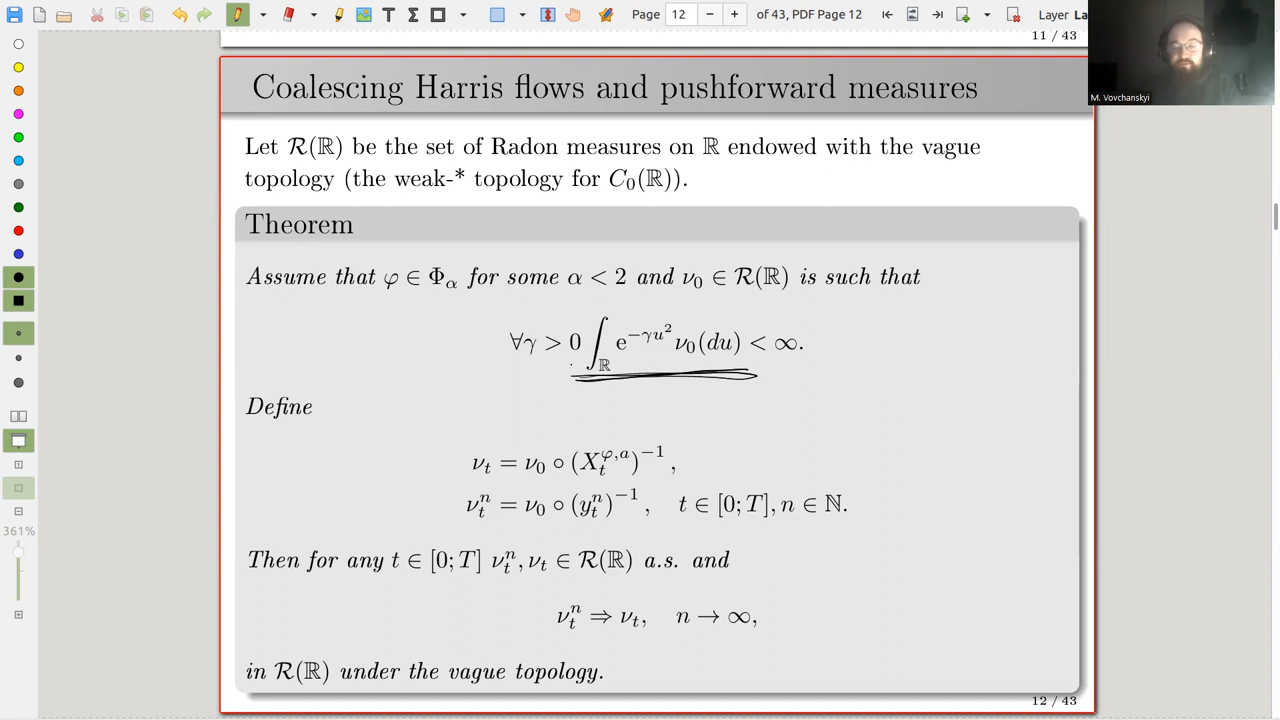 Page 12 of 43, PDF Page 12 Layer
11 / 43
M. Vovchanskyi
Coalescing Harris flows and pushforward measures
Let ℛ(ℝ) be the set of Radon measures on ℝ endowed with the vague
topology (the weak-* topology for C₀(ℝ)).
Theorem
Assume that φ ∈ Φ_α for some α < 2 and ν₀ ∈ ℛ(ℝ) is such that
∀γ > 0 ∫_ℝ e^{−γu²} ν₀(du) < ∞.
Define
ν_t = ν₀ ∘ (X_t^{φ,a})^{−1},
ν_t^n = ν₀ ∘ (y_t^n)^{−1}, t ∈ [0; T], n ∈ ℕ.
Then for any t ∈ [0; T] ν_t^n, ν_t ∈ ℛ(ℝ) a.s. and
ν_t^n ⇒ ν_t, n → ∞,
in ℛ(ℝ) under the vague topology.
12 / 43
361%